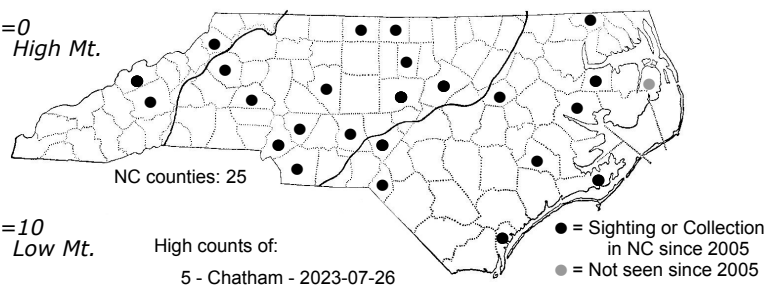 =0
High Mt.
NC counties: 25
=10
Low Mt.
High counts of:
5 - Chatham - 2023-07-26
= Sighting or Collection
in NC since 2005
= Not seen since 2005